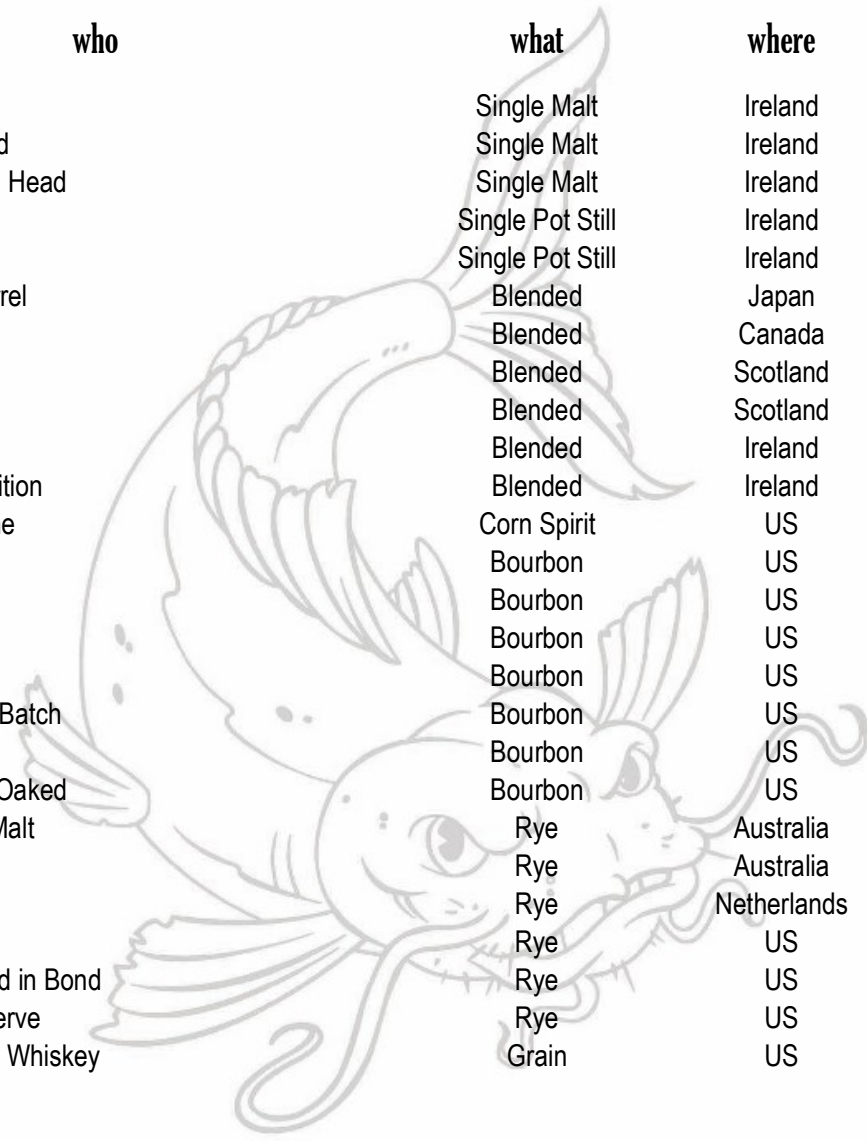 who what where
Single Malt Ireland
d Single Malt Ireland
Head Single Malt Ireland
Single Pot Still Ireland
Single Pot Still Ireland
rel Blended Japan
Blended Canada
Blended Scotland
Blended Scotland
Blended Ireland
ition Blended Ireland
e Corn Spirit US
Bourbon US
Bourbon US
Bourbon US
Bourbon US
Batch Bourbon US
Bourbon US
Oaked Bourbon US
Malt Rye Australia
Rye Australia
Rye Netherlands
Rye US
d in Bond Rye US
erve Rye US
Whiskey Grain US